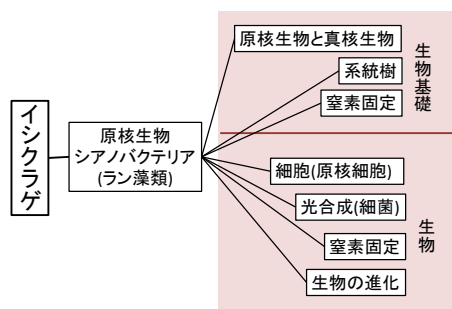 イシクラゲ
原核生物
シアノバクテリア
(ラン藻類)
原核生物と真核生物
系統樹
窒素固定
生物基礎
細胞(原核細胞)
光合成(細菌)
窒素固定
生物の進化
生物